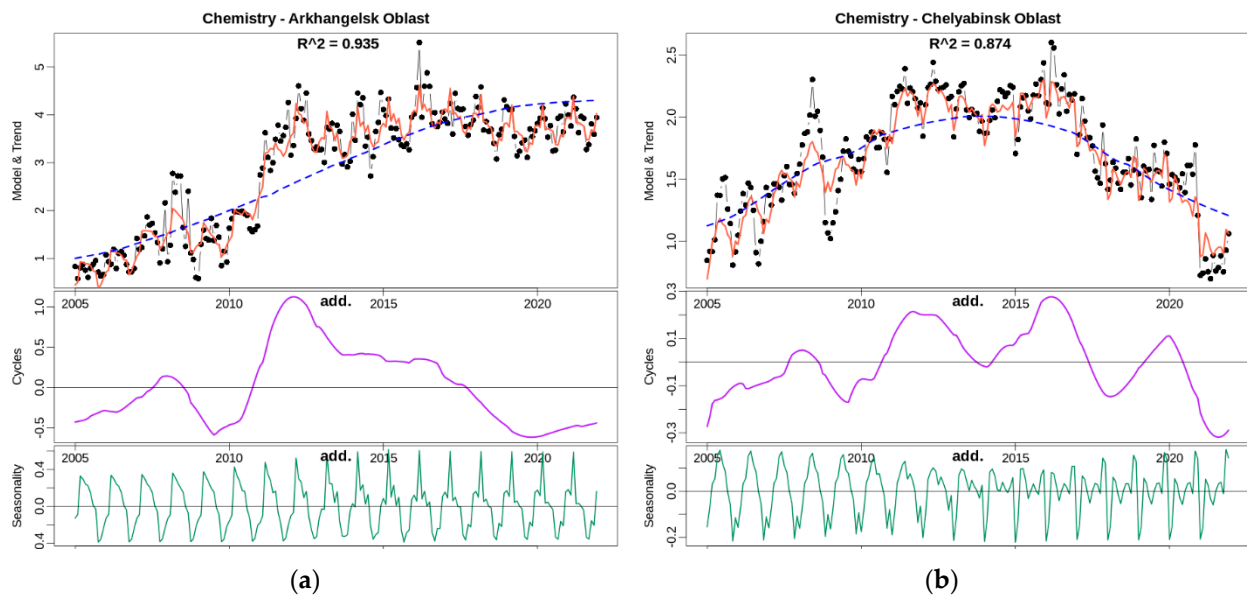 Chemistry - Arkhangelsk Oblast
R^2 = 0.935
Model & Trend
5
4
3
2
1
2005 2010 2015 2020
add.
Cycles
1.0
0.5
0.0
-0.5
2005 2010 2015 2020
add.
Seasonality
0.4
0.0
0.4
(a)
Chemistry - Chelyabinsk Oblast
R^2 = 0.874
Model & Trend
2.5
2.0
1.5
1.0
2005 2010 2015 2020
add.
Cycles
0.3
0.1
-0.1
-0.3
2005 2010 2015 2020
add.
Seasonality
0.0
-0.2
(b)